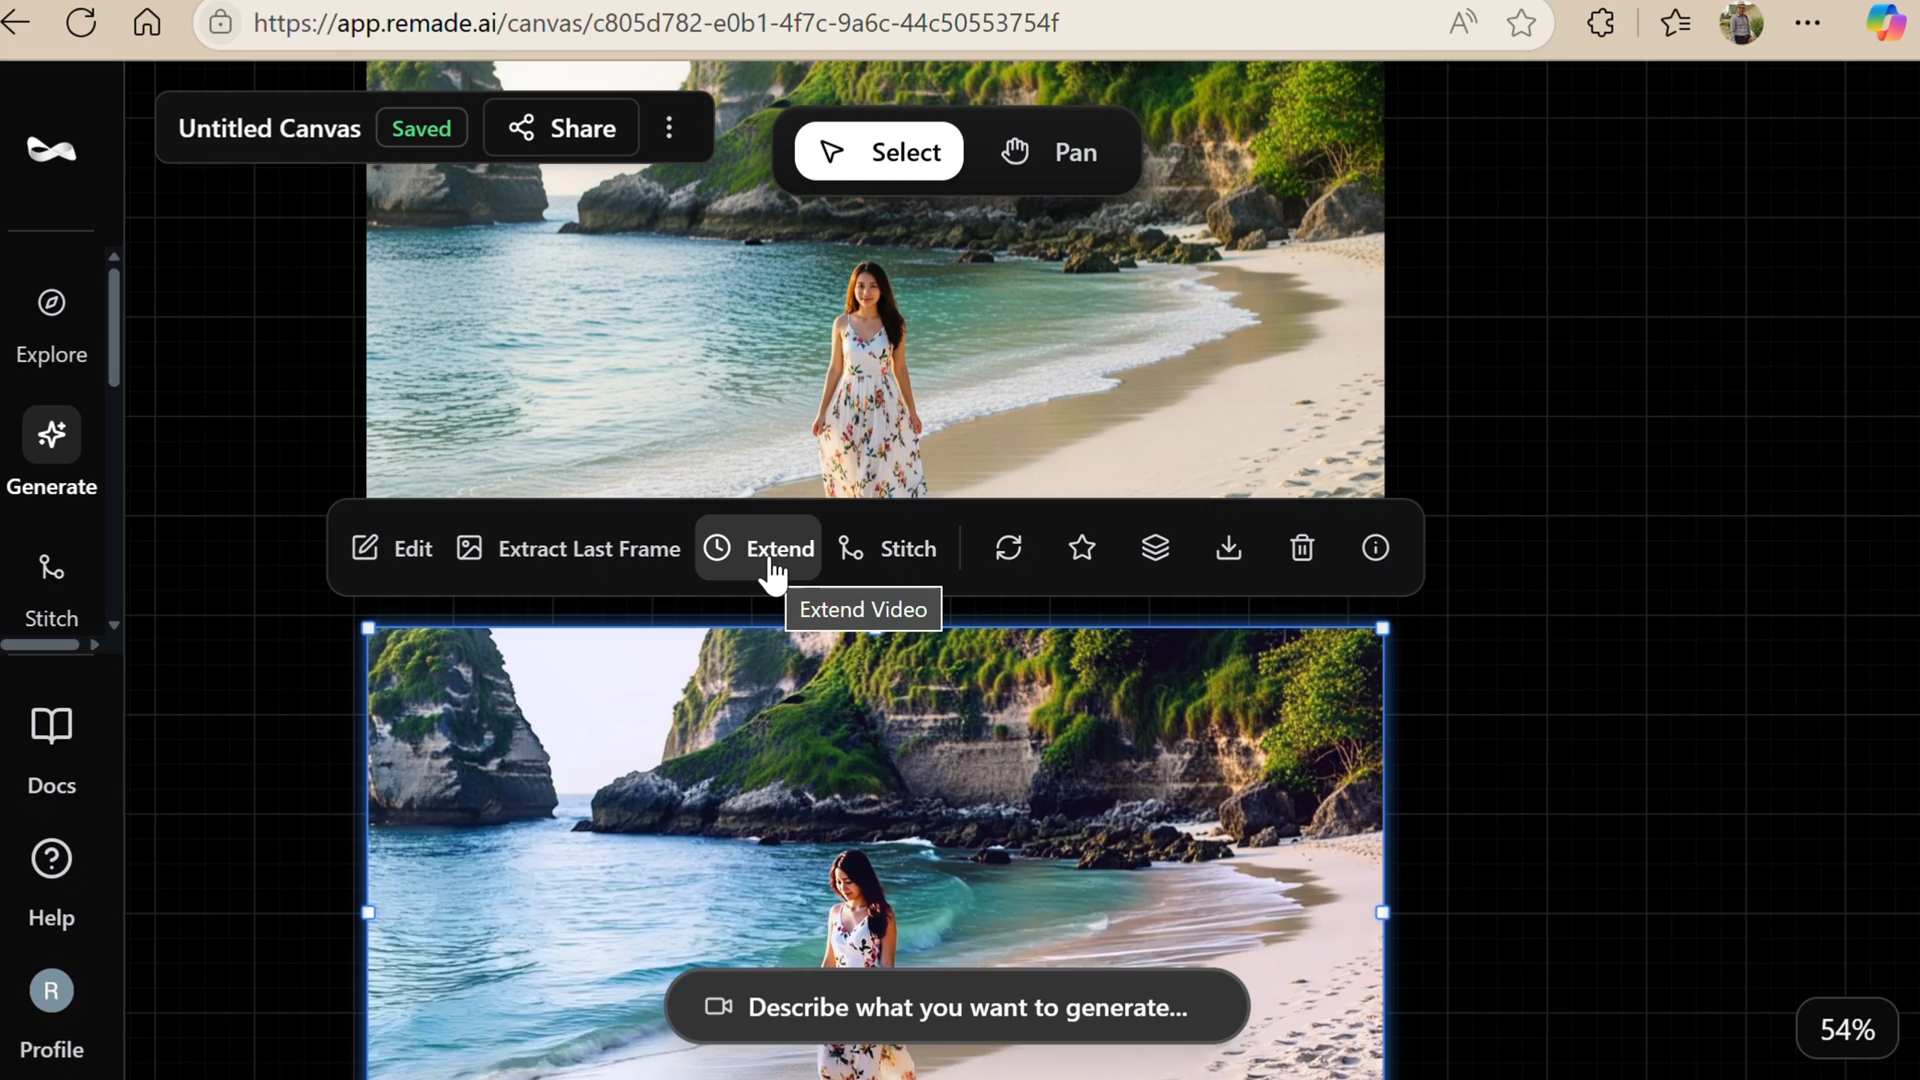 https://app.remade.ai/canvas/c805d782-e0b1-4f7c-9a6c-44c50553754f
Untitled Canvas Saved Share
Select Pan
Explore
Generate
Edit Extract Last Frame Extend Stitch
Extend Video
Stitch
Docs
Help
Describe what you want to generate...
R
Profile
54%